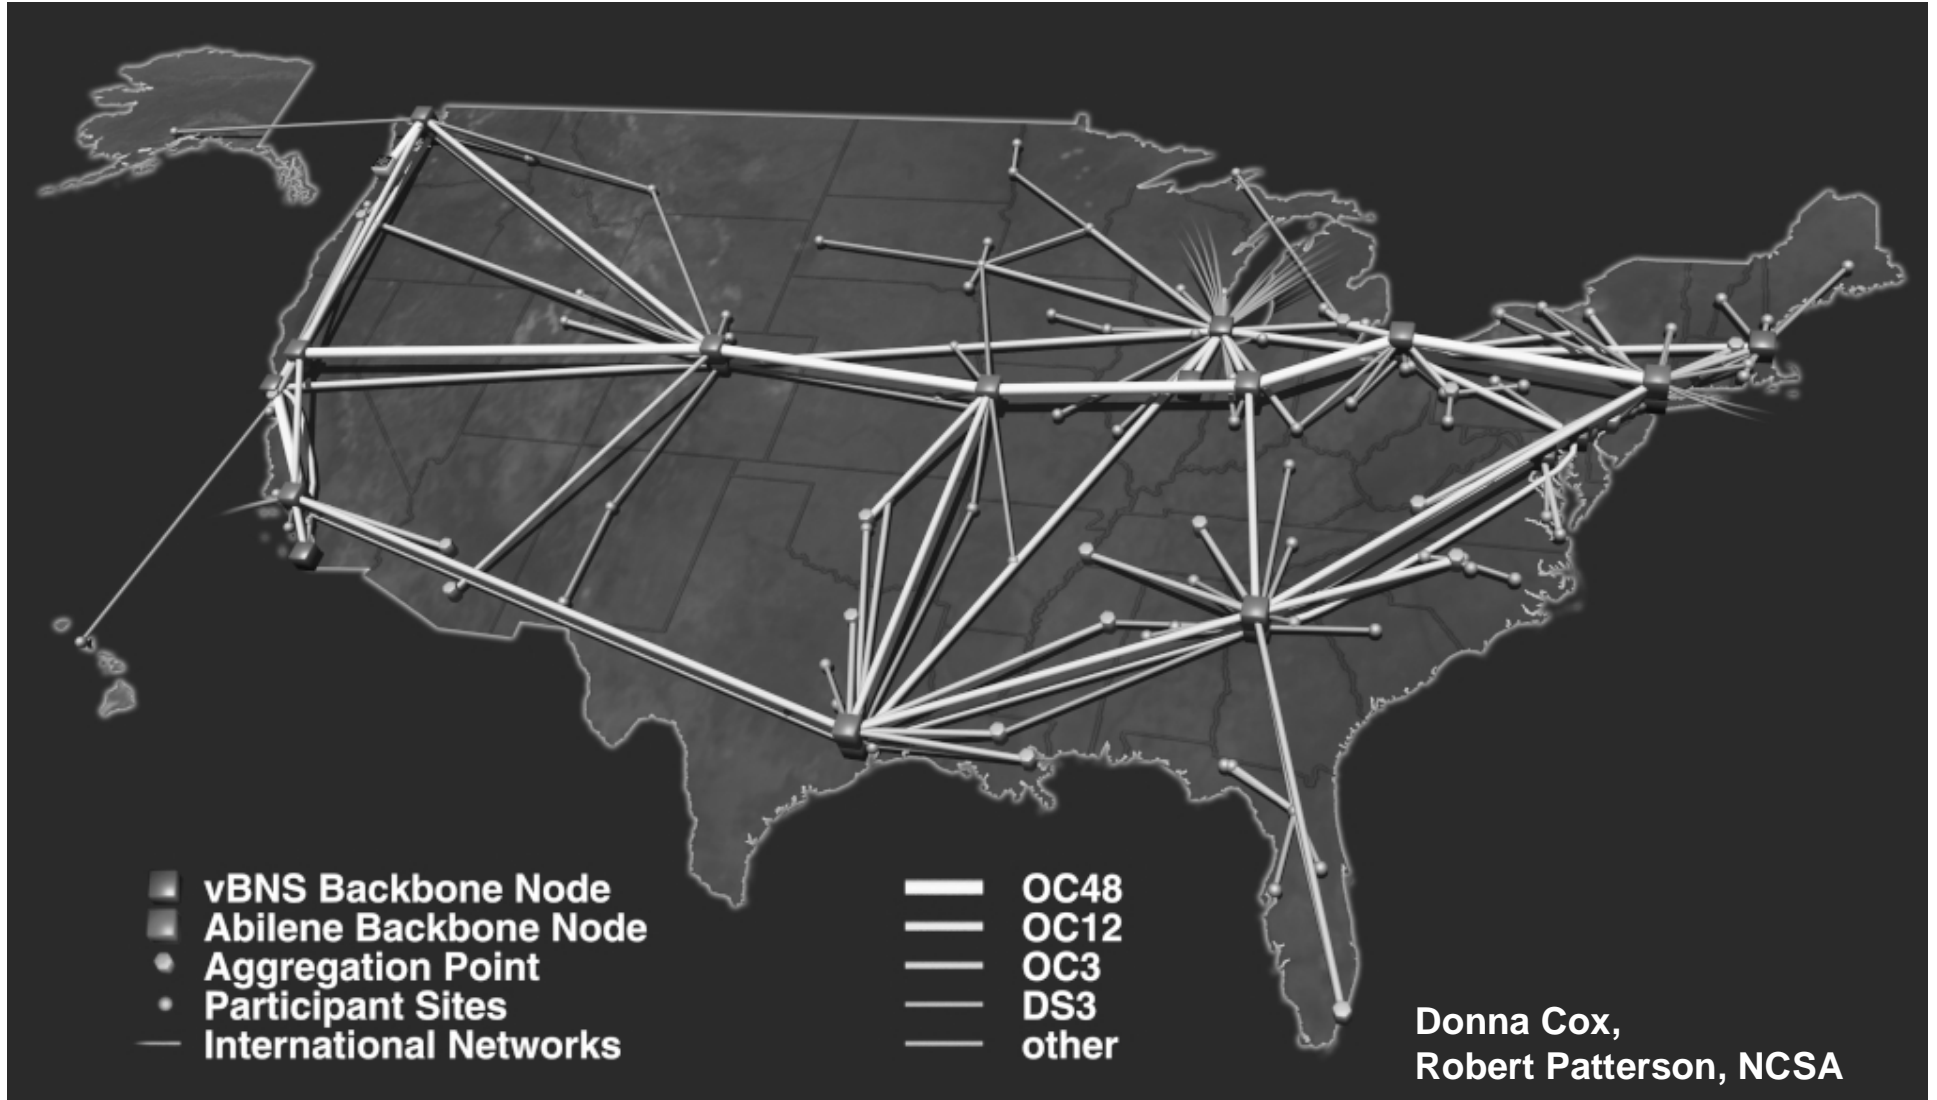 vBNS Backbone Node
Abilene Backbone Node
Aggregation Point
Participant Sites
International Networks
OC48
OC12
OC3
DS3
other
Donna Cox,
Robert Patterson, NCSA